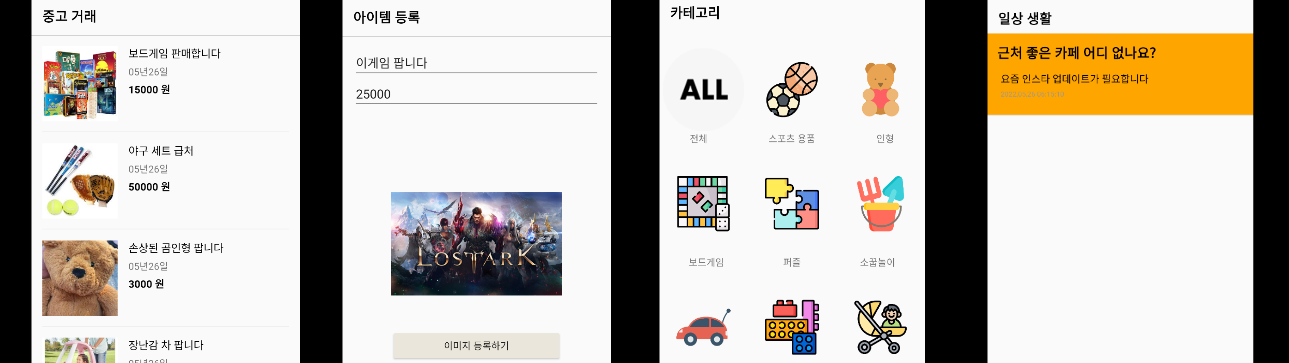 중고 거래
보드게임 판매합니다
05년26일
15000 원
야구 세트 급처
05년26일
50000 원
손상된 곰인형 팝니다
05년26일
3000 원
장난감 차 팝니다
05년26일
아이템 등록
이게임 팝니다
25000
LOST ARK
이미지 등록하기
카테고리
ALL
전체
스포츠 용품
인형
보드게임
퍼즐
소꿉놀이
일상 생활
근처 좋은 카페 어디 없나요?
요즘 인스타 업데이트가 필요합니다